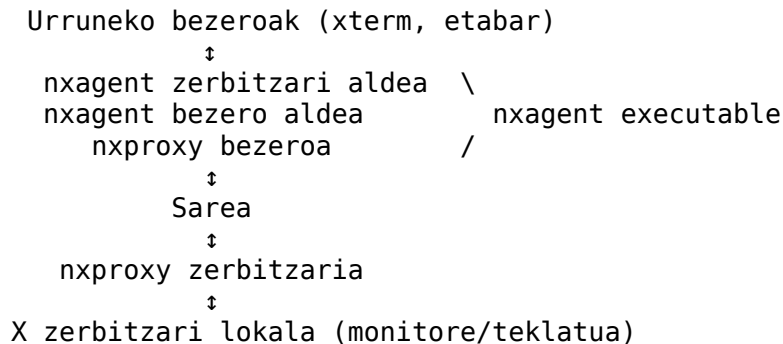 Urruneko bezeroak (xterm, etabar)
↕
nxagent zerbitzari aldea \
nxagent bezero aldea nxagent executable
nxproxy bezeroa /
↕
Sarea
↕
nxproxy zerbitzaria
↕
X zerbitzari lokala (monitore/teklatua)